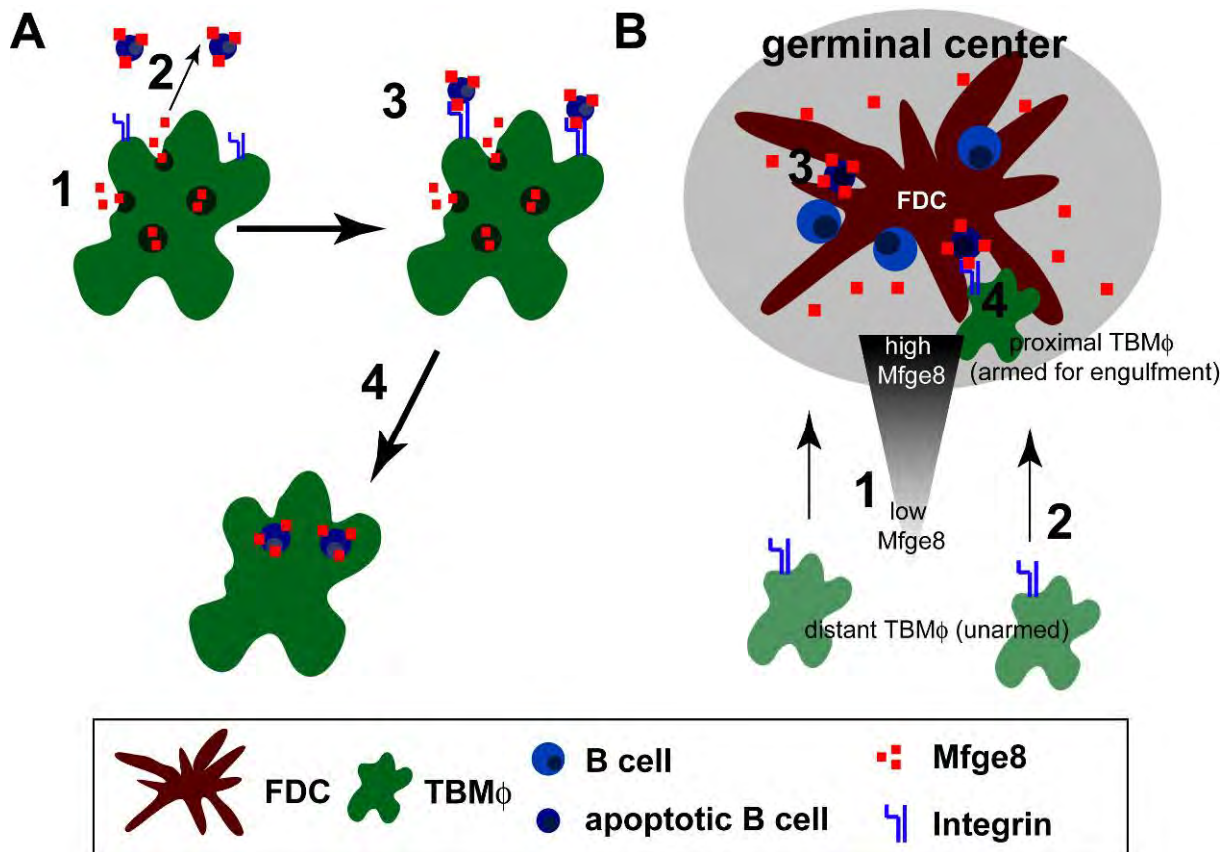 A
2
1
3
4
B
germinal center
3
FDC
4
high
Mfge8
proximal TBMϕ
(armed for engulfment)
1
low
Mfge8
2
distant TBMϕ (unarmed)
FDC
TBMϕ
B cell
apoptotic B cell
Mfge8
Integrin